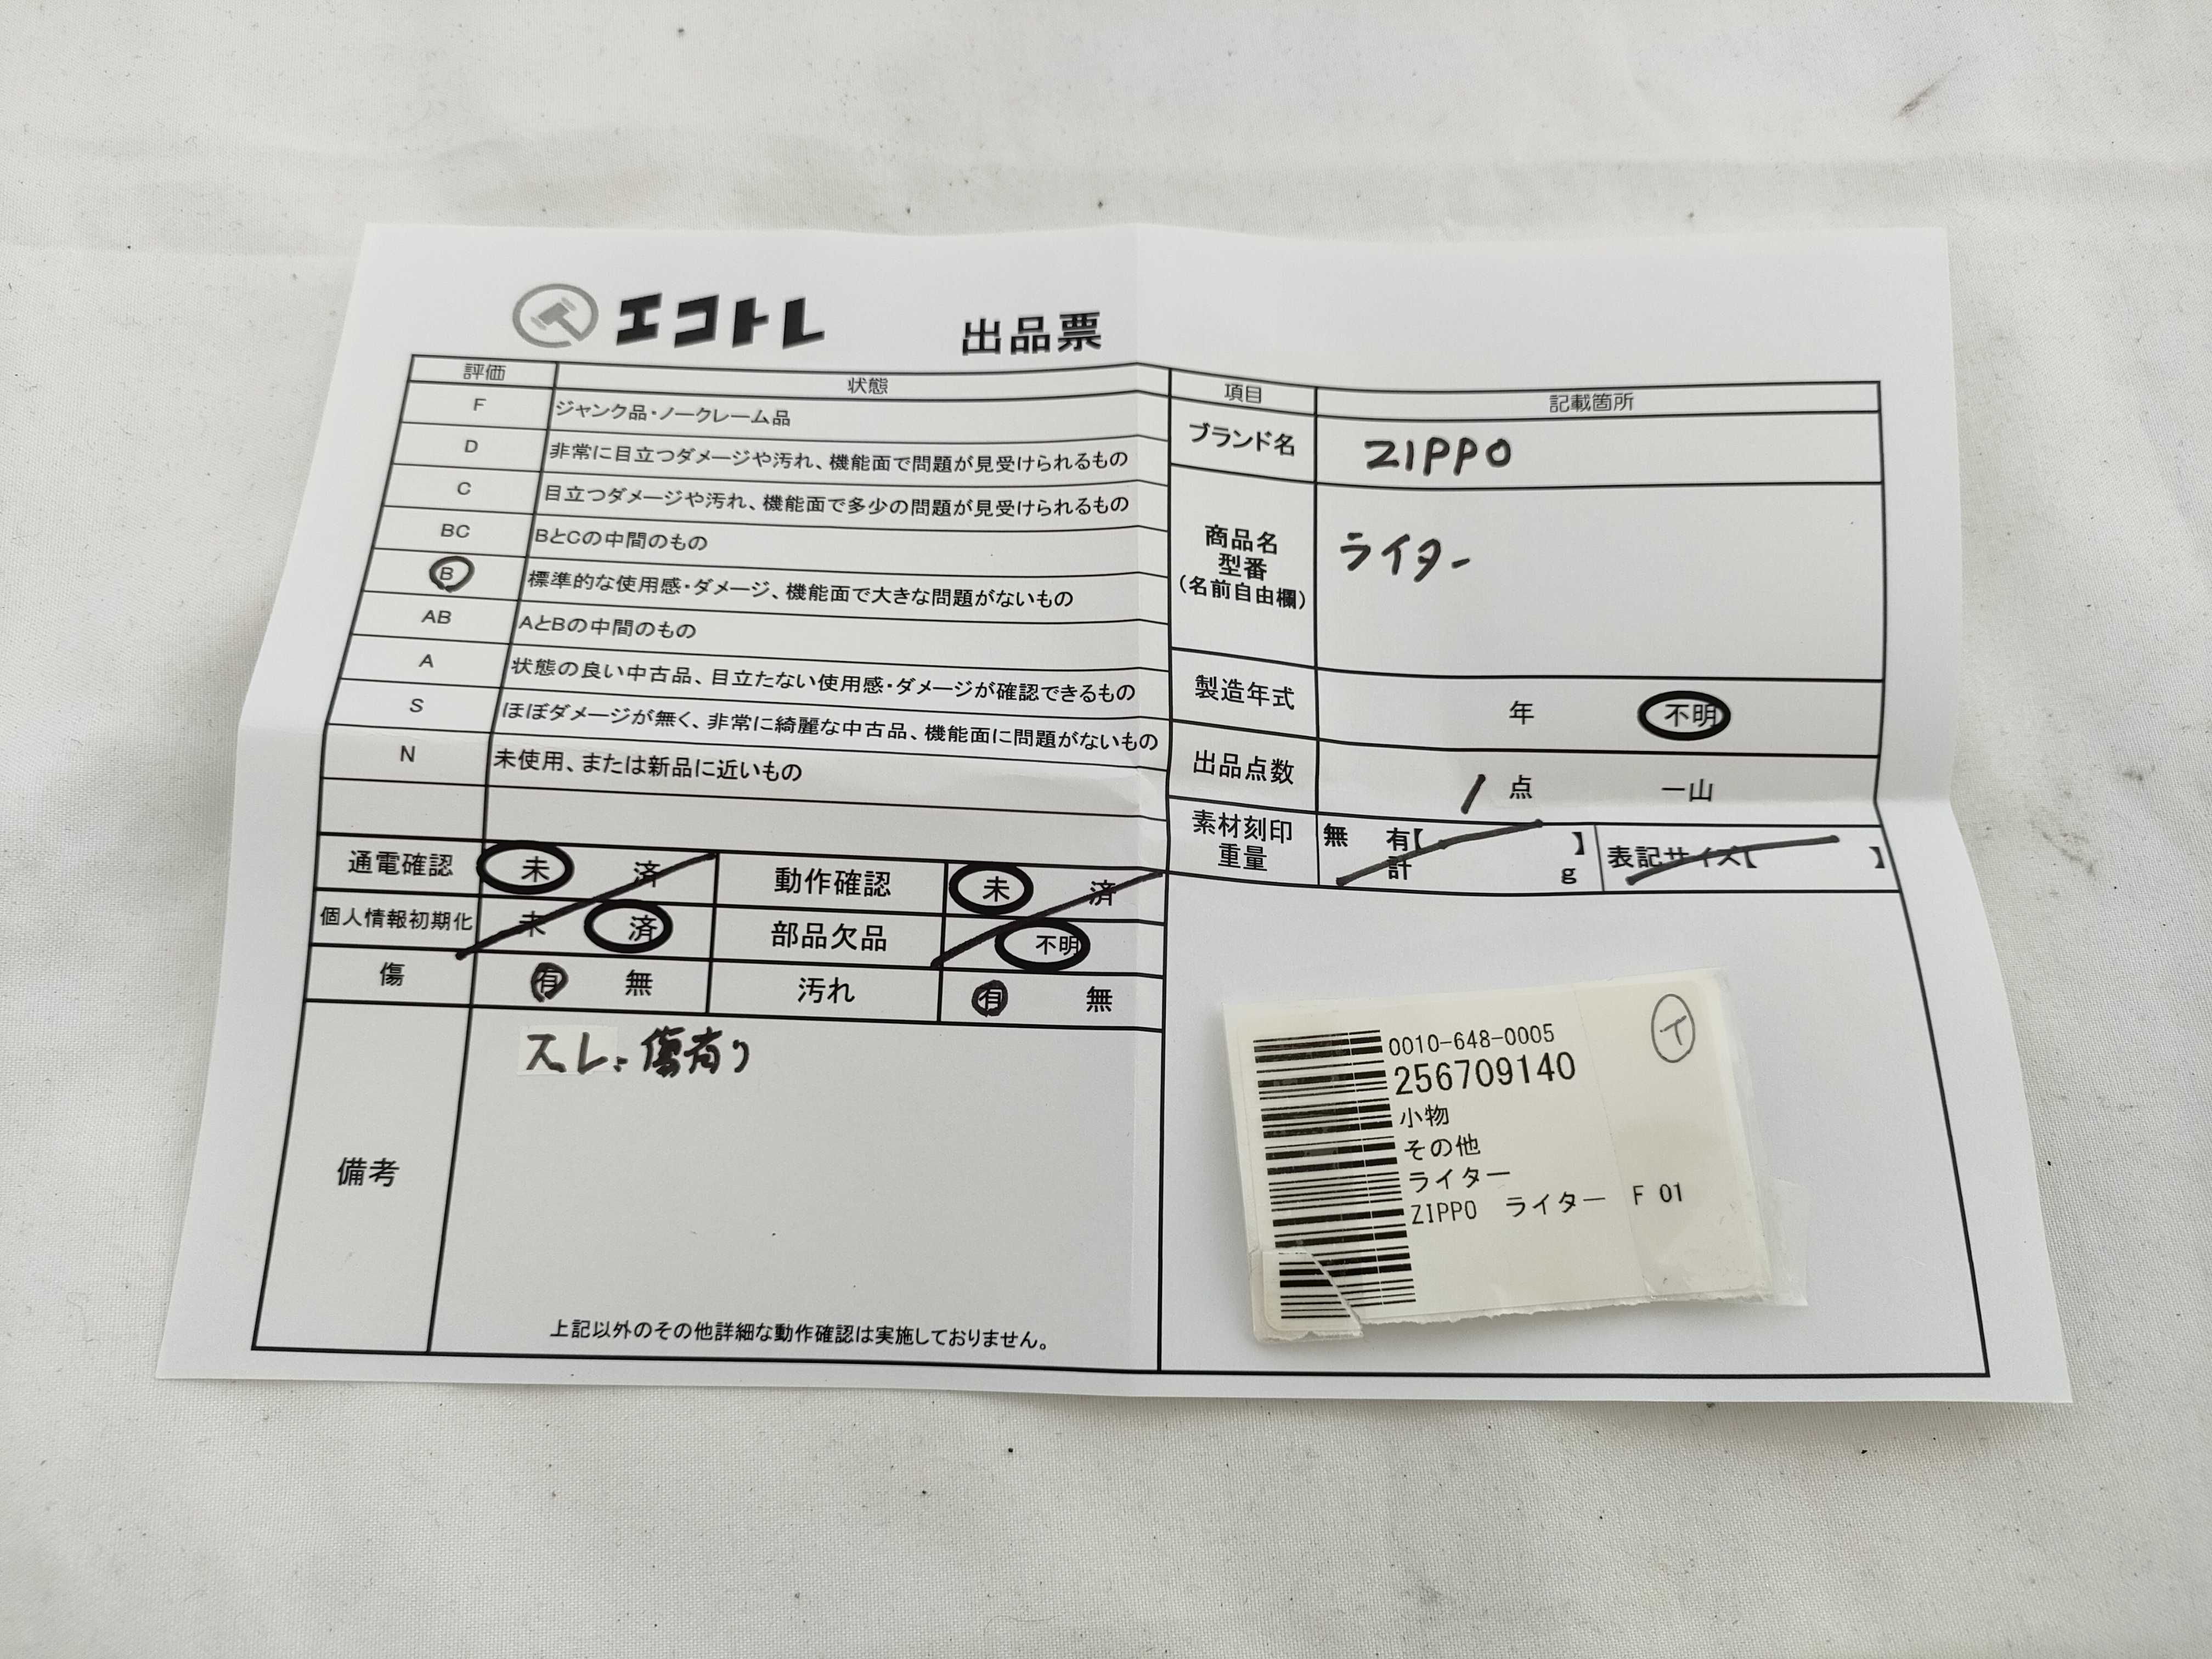 エコトレ 出品票
評価 状態
F ジャンク品・ノークレーム品
D 非常に目立つダメージや汚れ、機能面で問題が見受けられるもの
C 目立つダメージや汚れ、機能面で多少の問題が見受けられるもの
BC BとCの中間のもの
B 標準的な使用感・ダメージ、機能面で大きな問題がないもの
AB AとBの中間のもの
A 状態の良い中古品、目立たない使用感・ダメージが確認できるもの
S ほぼダメージが無く、非常に綺麗な中古品、機能面に問題がないもの
N 未使用、または新品に近いもの
通電確認 未 済 動作確認 未 済
個人情報初期化 未 済 部品欠品 不明
傷 有 無 汚れ 有 無
備考
スレ、傷有り
上記以外のその他詳細な動作確認は実施しておりません。
項目 記載箇所
ブランド名 ZIPPO
商品名
型番
(名前自由欄)
ライター
製造年式 年 不明
出品点数 1 点 一山
素材刻印
重量
無 有【 】
計 g
表記サイズ【 】
0010-648-0005
イ
256709140
小物
その他
ライター
ZIPPO ライター F 01